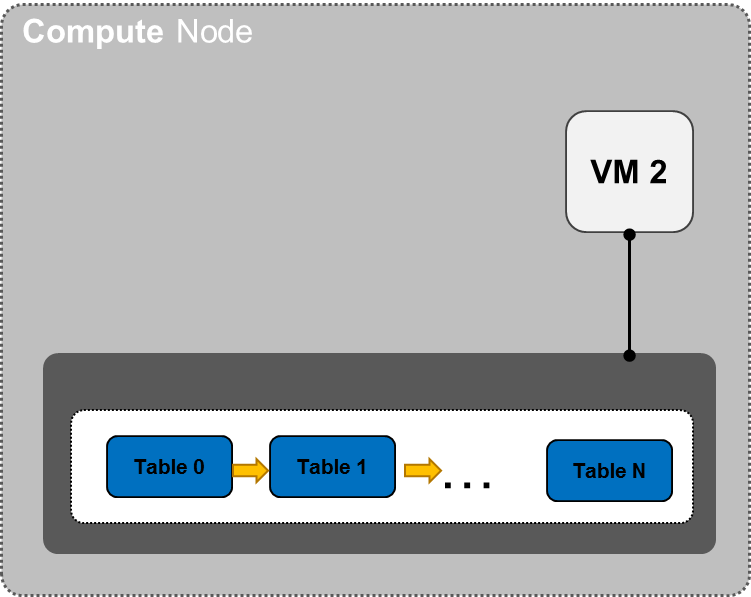 Compute Node
VM 2
Table 0
Table 1
...
Table N